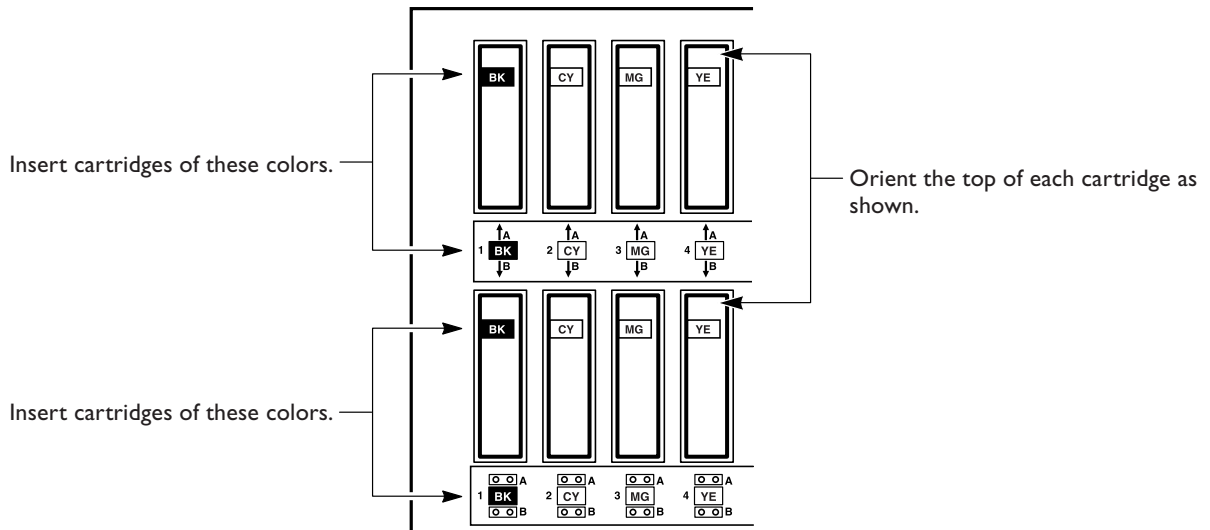 BK CY MG YE
Insert cartridges of these colors.
Orient the top of each cartridge as
shown.
A A A A
1 BK 2 CY 3 MG 4 YE
B B B B
BK CY MG YE
Insert cartridges of these colors.
A A A A
1 BK 2 CY 3 MG 4 YE
B B B B